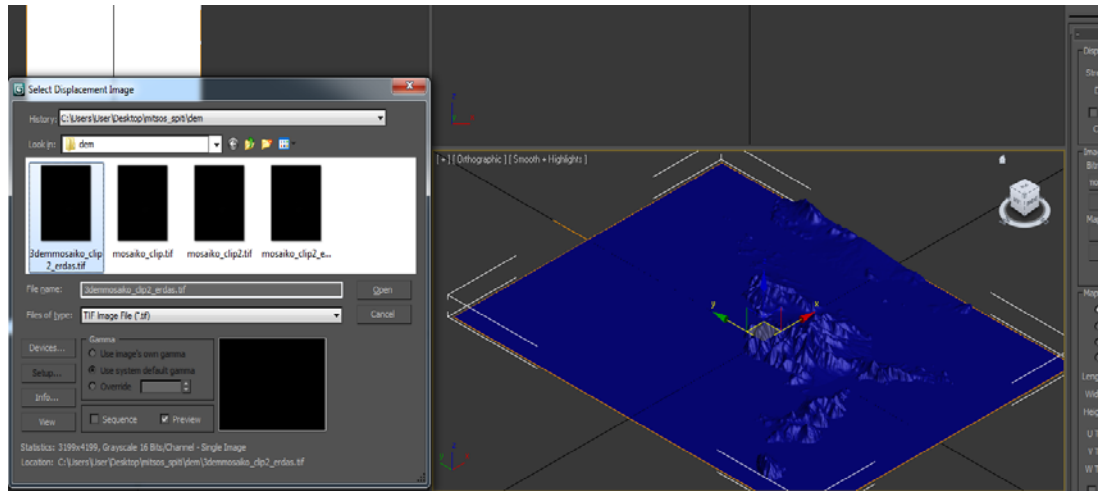 Select Displacement Image
History: C:\Users\User\Desktop\mitsos_spiti\dem
Look in: dem
3demmosaiko_clip
2_erdas.tif
mosaiko_clip.tif
mosaiko_clip2.tif
mosaiko_clip2_e...
File name: 3demmosaiko_clip2_erdas.tif
Open
Files of type: TIF Image File (*.tif)
Cancel
Devices...
Setup...
Info...
View
Gamma
Use image's own gamma
Use system default gamma
Override
Sequence
Preview
Statistics: 3199x4199, Grayscale 16 Bits/Channel - Single Image
Location: C:\Users\User\Desktop\mitsos_spiti\dem\3demmosaiko_clip2_erdas.tif
+ ] [ Orthographic ] [ Smooth + Highlights ]
y
x
z